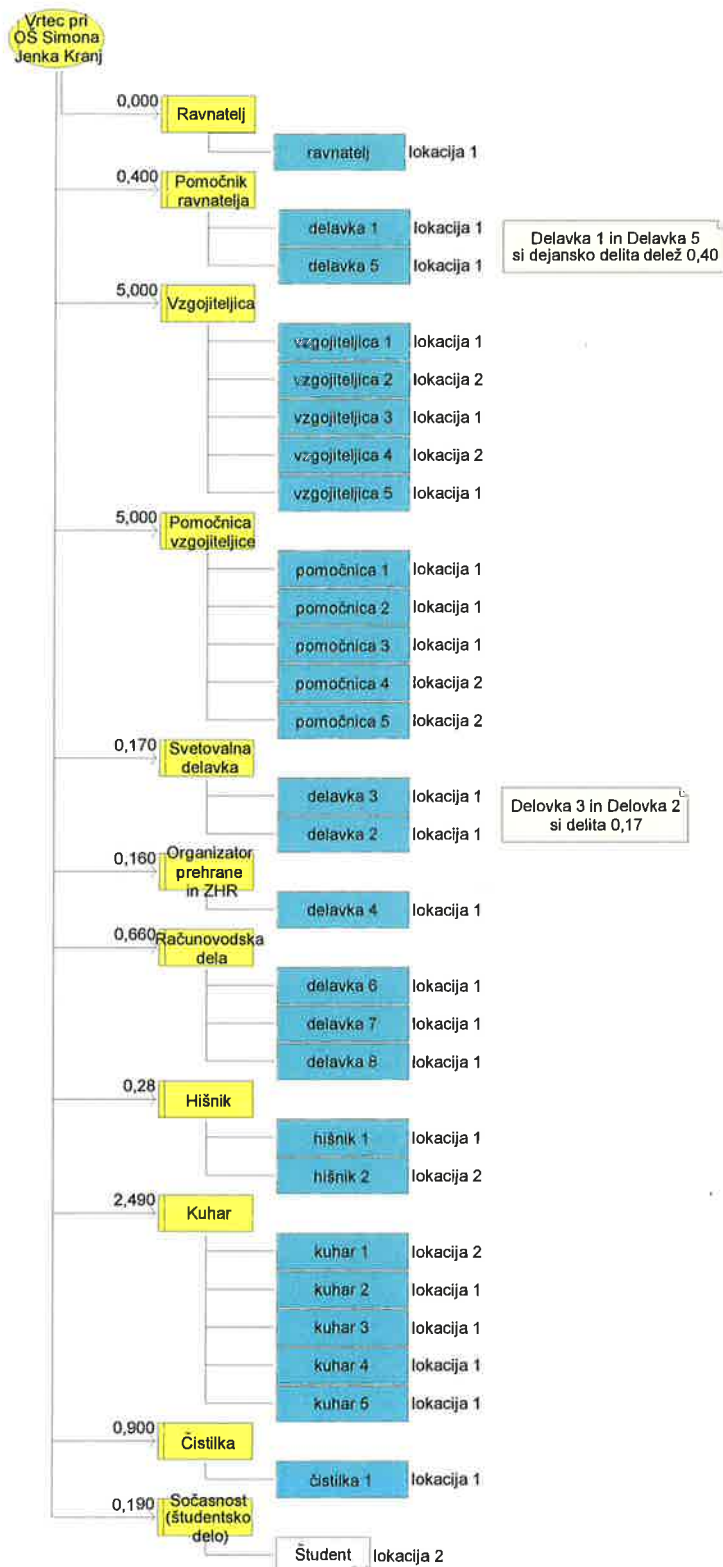 Vrtec pri
OŠ Simona
Jenka Kranj
0,000
Ravnatelj
ravnatelj lokacija 1
0,400
Pomočnik
ravnatelja
delavka 1 lokacija 1
delavka 5 lokacija 1
Delavka 1 in Delavka 5
si dejansko delita delež 0,40
5,000
Vzgojiteljica
vzgojiteljica 1 lokacija 1
vzgojiteljica 2 lokacija 2
vzgojiteljica 3 lokacija 1
vzgojiteljica 4 lokacija 2
vzgojiteljica 5 lokacija 1
5,000
Pomočnica
vzgojiteljice
pomočnica 1 lokacija 1
pomočnica 2 lokacija 1
pomočnica 3 lokacija 1
pomočnica 4 lokacija 2
pomočnica 5 lokacija 2
0,170
Svetovalna
delavka
delavka 3 lokacija 1
delavka 2 lokacija 1
Delovka 3 in Delovka 2
si delita 0,17
0,160
Organizator
prehrane
in ZHR
delavka 4 lokacija 1
0,660
Računovodska
dela
delavka 6 lokacija 1
delavka 7 lokacija 1
delavka 8 lokacija 1
0,28
Hišnik
hišnik 1 lokacija 1
hišnik 2 lokacija 2
2,490
Kuhar
kuhar 1 lokacija 2
kuhar 2 lokacija 1
kuhar 3 lokacija 1
kuhar 4 lokacija 1
kuhar 5 lokacija 1
0,900
Čistilka
čistilka 1 lokacija 1
0,190
Sočasnost
(študentsko
delo)
Študent lokacija 2